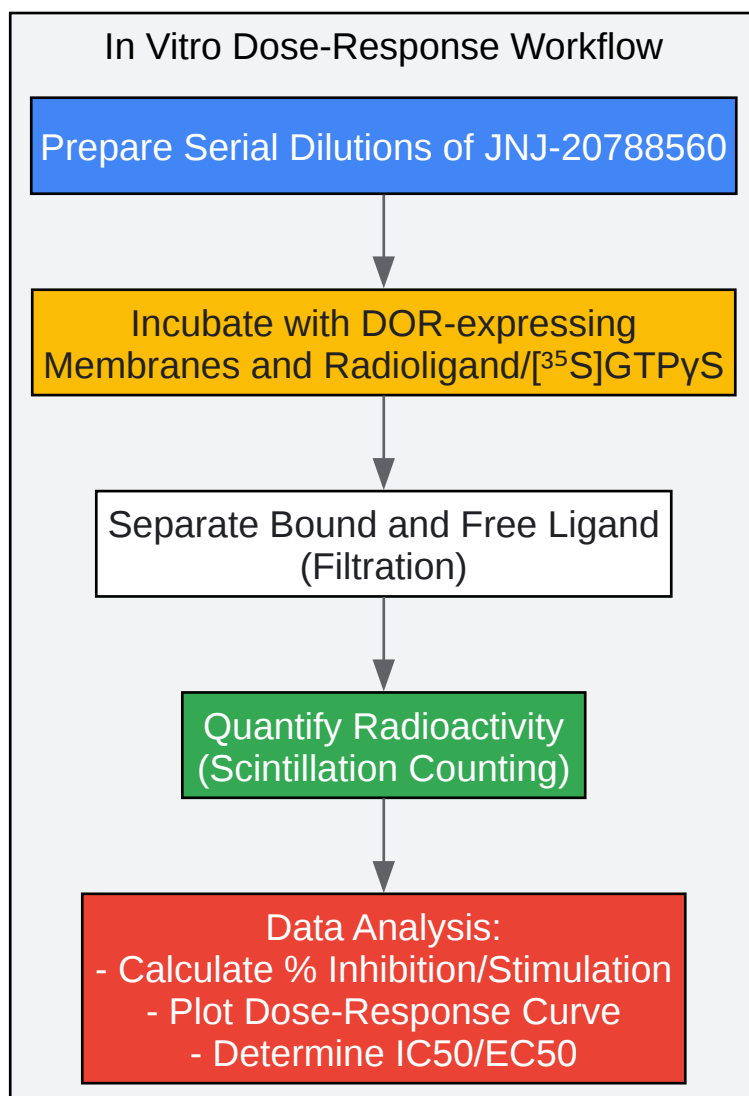 In Vitro Dose-Response Workflow
Prepare Serial Dilutions of JNJ-20788560
Incubate with DOR-expressing
Membranes and Radioligand/[³⁵S]GTPγS
Separate Bound and Free Ligand
(Filtration)
Quantify Radioactivity
(Scintillation Counting)
Data Analysis:
- Calculate % Inhibition/Stimulation
- Plot Dose-Response Curve
- Determine IC50/EC50